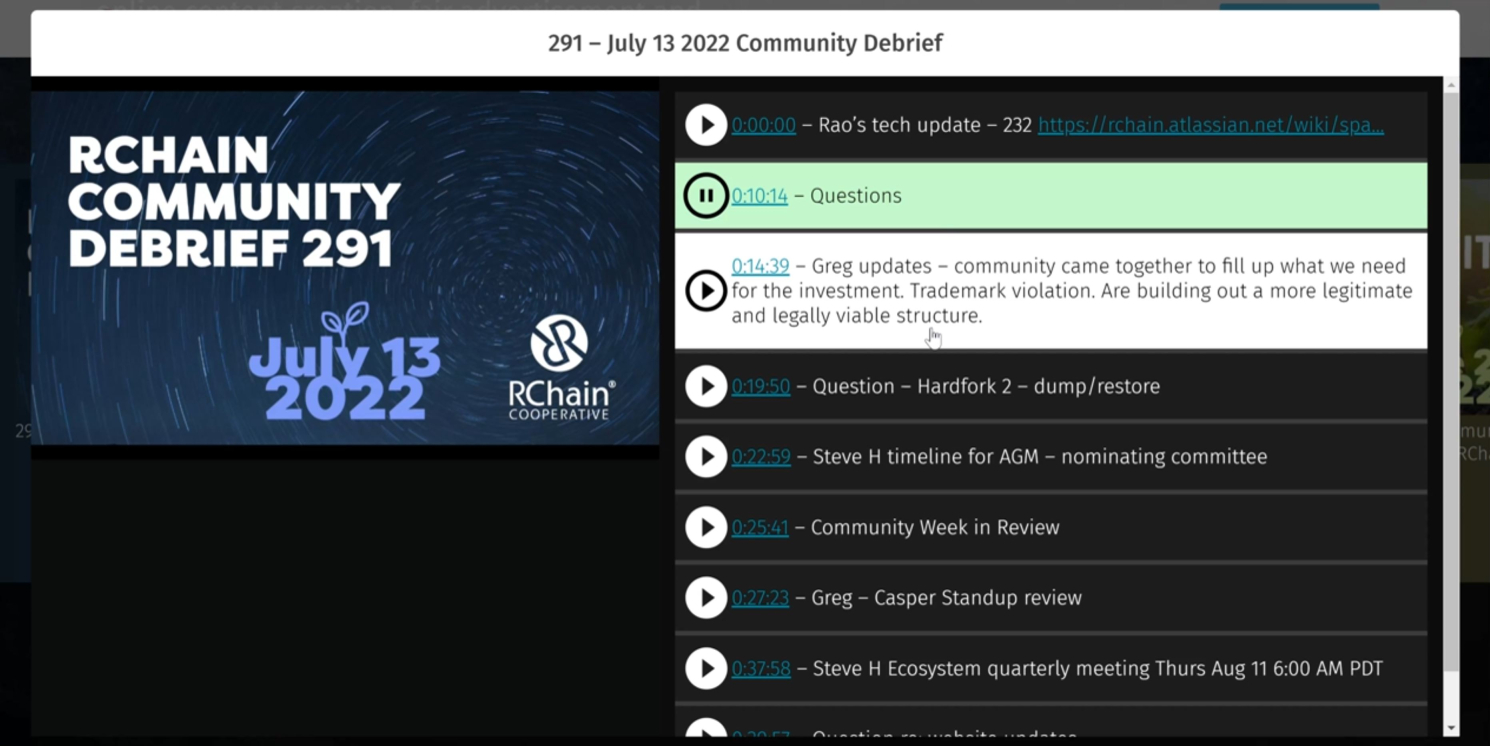 291 – July 13 2022 Community Debrief
RCHAIN
COMMUNITY
DEBRIEF 291
July 13
2022
RChain®
COOPERATIVE
0:00:00 – Rao’s tech update – 232 https://rchain.atlassian.net/wiki/spa...
0:10:14 – Questions
0:14:39 – Greg updates – community came together to fill up what we need
for the investment. Trademark violation. Are building out a more legitimate
and legally viable structure.
0:19:50 – Question – Hardfork 2 – dump/restore
0:22:59 – Steve H timeline for AGM – nominating committee
0:25:41 – Community Week in Review
0:27:23 – Greg – Casper Standup review
0:37:58 – Steve H Ecosystem quarterly meeting Thurs Aug 11 6:00 AM PDT
Question re: website updates